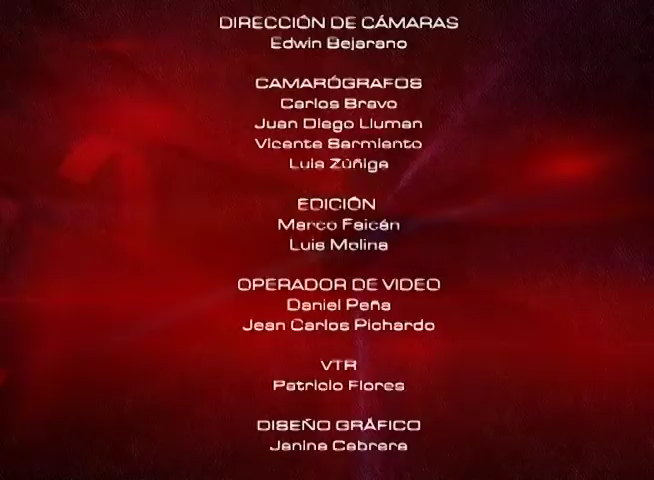 DIRECCIÓN DE CÁMARAS
Edwin Bejarano
CAMARÓGRAFOS
Carlos Bravo
Juan Diego Lluman
Vicente Sarmiento
Luis Zúñiga
EDICIÓN
Marco Faicán
Luis Molina
OPERADOR DE VIDEO
Daniel Peña
Jean Carlos Pichardo
VTR
Patricio Flores
DISEÑO GRÁFICO
Janina Cabrera